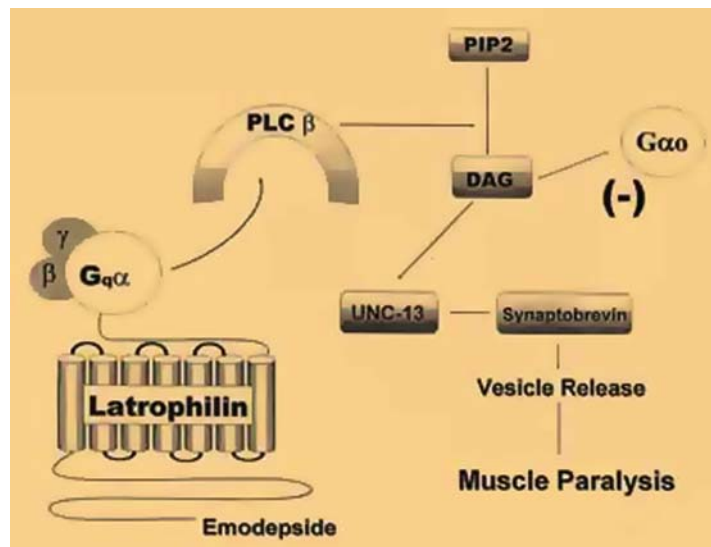 PIP2
PLC β
Gαo
DAG
(-)
γ
β
Gqα
UNC-13
Synaptobrevin
Latrophilin
Vesicle Release
Muscle Paralysis
Emodepside